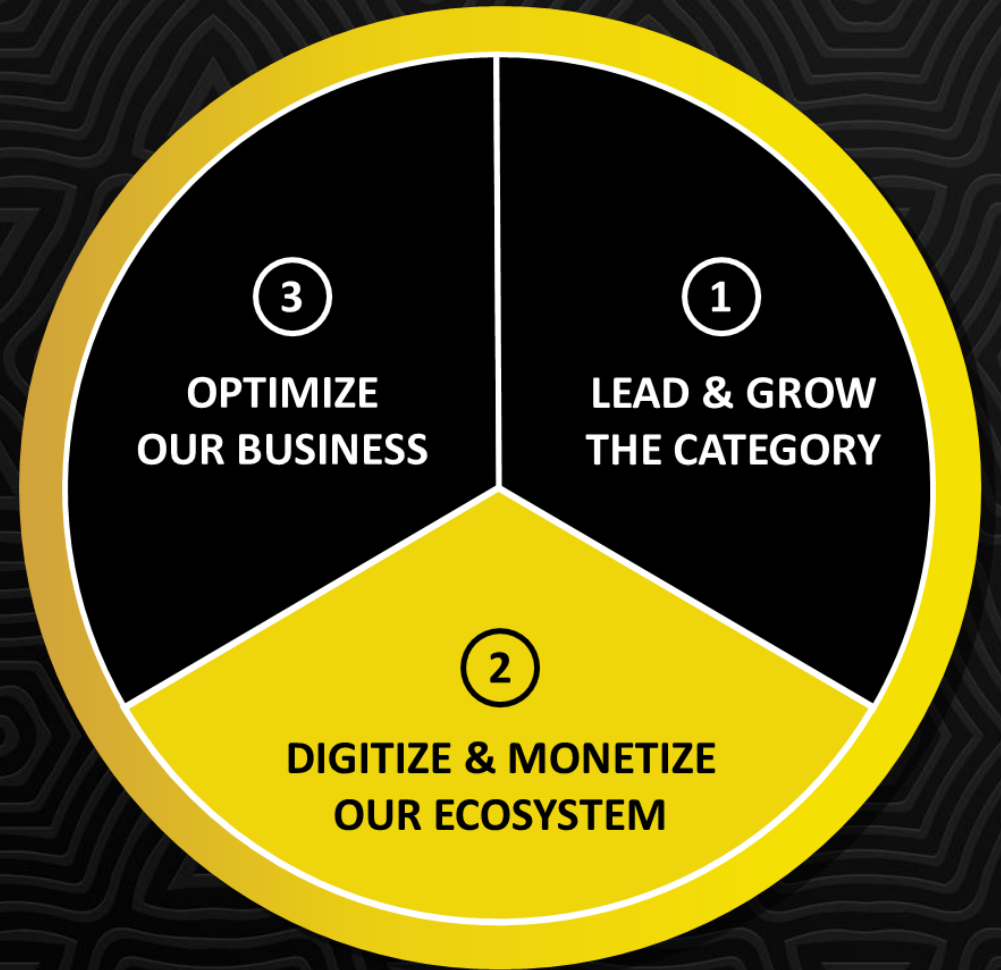 1
LEAD & GROW
THE CATEGORY
2
DIGITIZE & MONETIZE
OUR ECOSYSTEM
3
OPTIMIZE
OUR BUSINESS